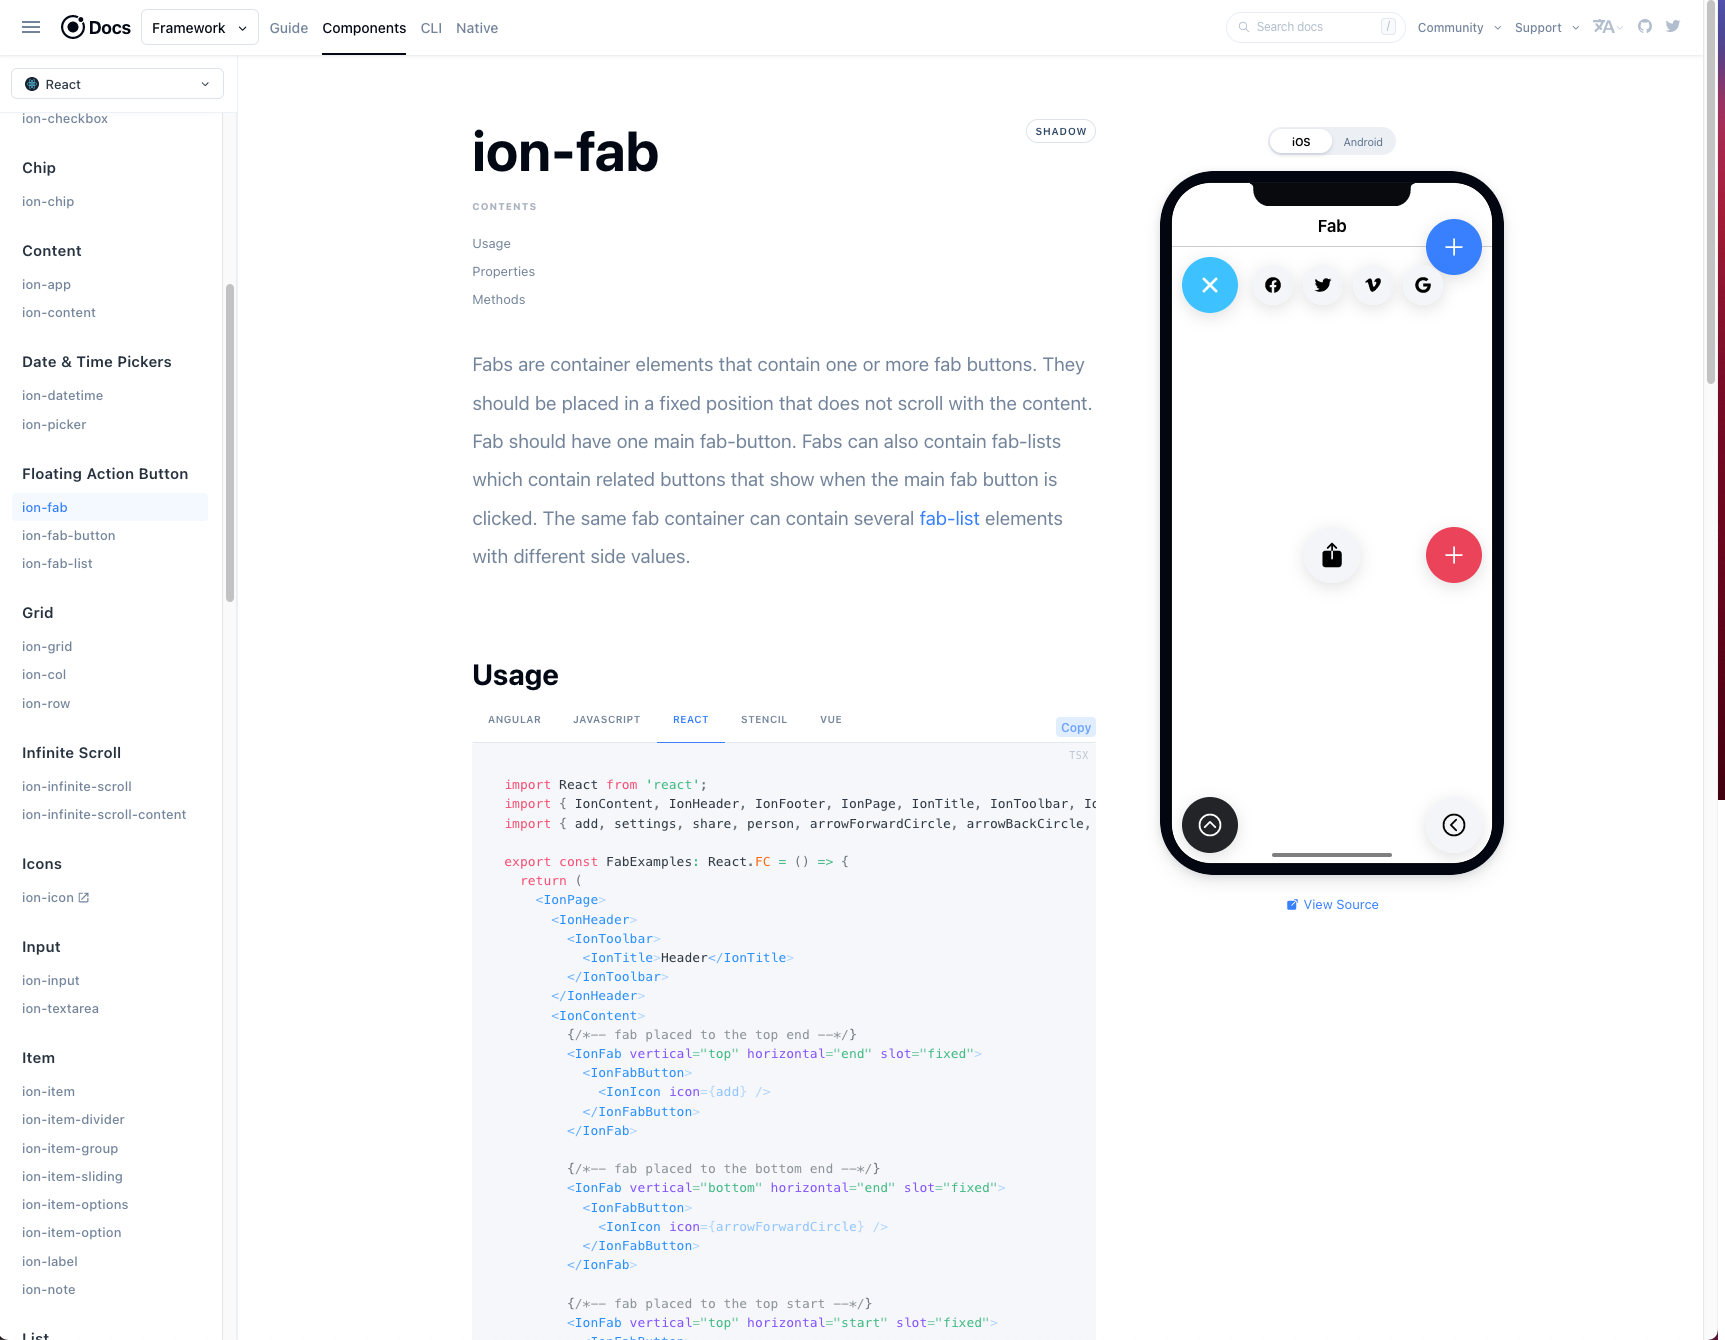 Docs
Framework
Guide
Components
CLI
Native
Search docs
/
Community
Support
React
ion-checkbox
Chip
ion-chip
Content
ion-app
ion-content
Date & Time Pickers
ion-datetime
ion-picker
Floating Action Button
ion-fab
ion-fab-button
ion-fab-list
Grid
ion-grid
ion-col
ion-row
Infinite Scroll
ion-infinite-scroll
ion-infinite-scroll-content
Icons
ion-icon
Input
ion-input
ion-textarea
Item
ion-item
ion-item-divider
ion-item-group
ion-item-sliding
ion-item-options
ion-item-option
ion-label
ion-note
List
ion-fab
SHADOW
CONTENTS
Usage
Properties
Methods
Fabs are container elements that contain one or more fab buttons. They
should be placed in a fixed position that does not scroll with the content.
Fab should have one main fab-button. Fabs can also contain fab-lists
which contain related buttons that show when the main fab button is
clicked. The same fab container can contain several fab-list elements
with different side values.
Usage
ANGULAR
JAVASCRIPT
REACT
STENCIL
VUE
Copy
TSX
import React from 'react';
import { IonContent, IonHeader, IonFooter, IonPage, IonTitle, IonToolbar,
import { add, settings, share, person, arrowForwardCircle, arrowBackCircle,
export const FabExamples: React.FC = () => {
return (
<IonPage>
<IonHeader>
<IonToolbar>
<IonTitle>Header</IonTitle>
</IonToolbar>
</IonHeader>
<IonContent>
{/*-- fab placed to the top end --*/}
<IonFab vertical="top" horizontal="end" slot="fixed">
<IonFabButton>
<IonIcon icon={add} />
</IonFabButton>
</IonFab>
{/*-- fab placed to the bottom end --*/}
<IonFab vertical="bottom" horizontal="end" slot="fixed">
<IonFabButton>
<IonIcon icon={arrowForwardCircle} />
</IonFabButton>
</IonFab>
{/*-- fab placed to the top start --*/}
<IonFab vertical="top" horizontal="start" slot="fixed">
iOS
Android
Fab
View Source